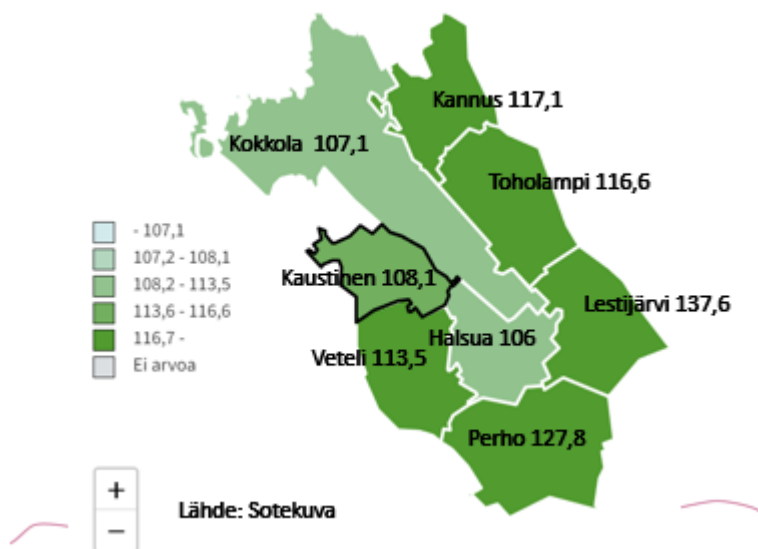 Kannus 117,1
Kokkola 107,1
Toholampi 116,6
- 107,1
107,2 - 108,1
108,2 - 113,5
113,6 - 116,6
116,7 -
Ei arvoa
Kaustinen 108,1
Lestijärvi 137,6
Halsua 106
Veteli 113,5
Perho 127,8
+
−
Lähde: Sotekuva